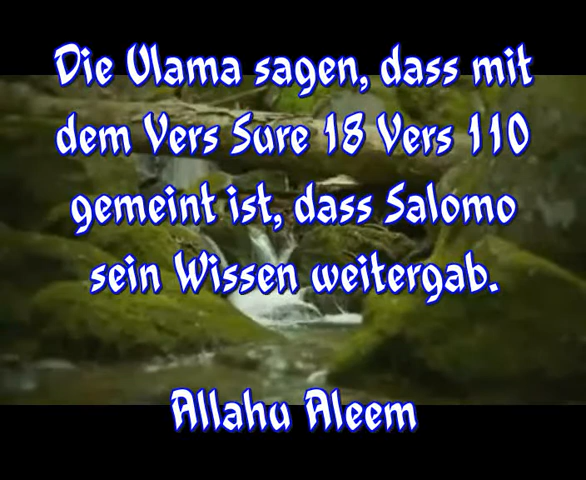 Die Ulama sagen, dass mit
dem Vers Sure 18 Vers 110
gemeint ist, dass Salomo
sein Wissen weitergab.
Allahu Aleem